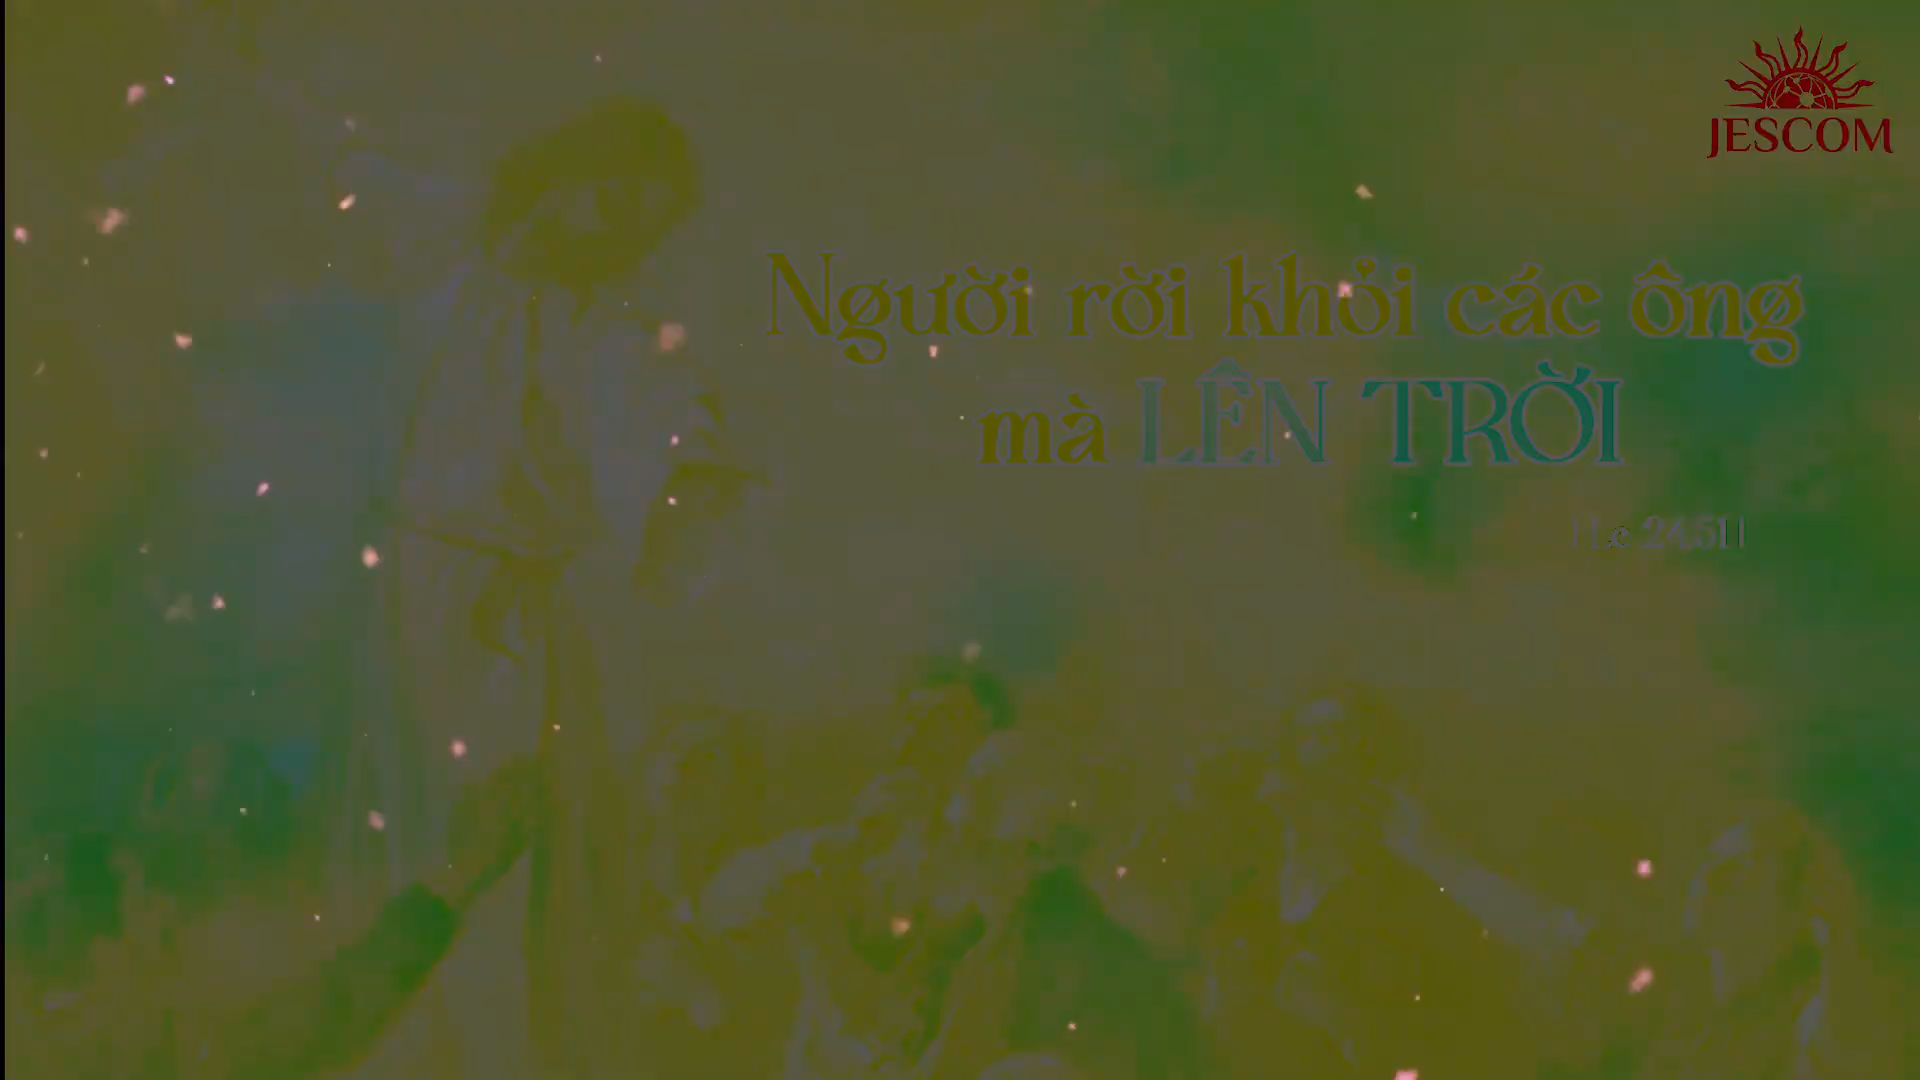 JESCOM
Người rời khỏi các ông
mà LÊN TRỜI
Lc 24,51